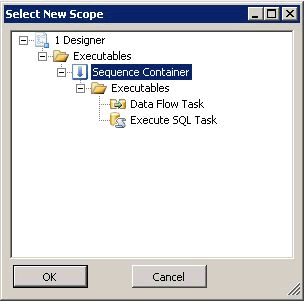 Select New Scope
1 Designer
Executables
Sequence Container
Executables
Data Flow Task
Execute SQL Task
OK
Cancel